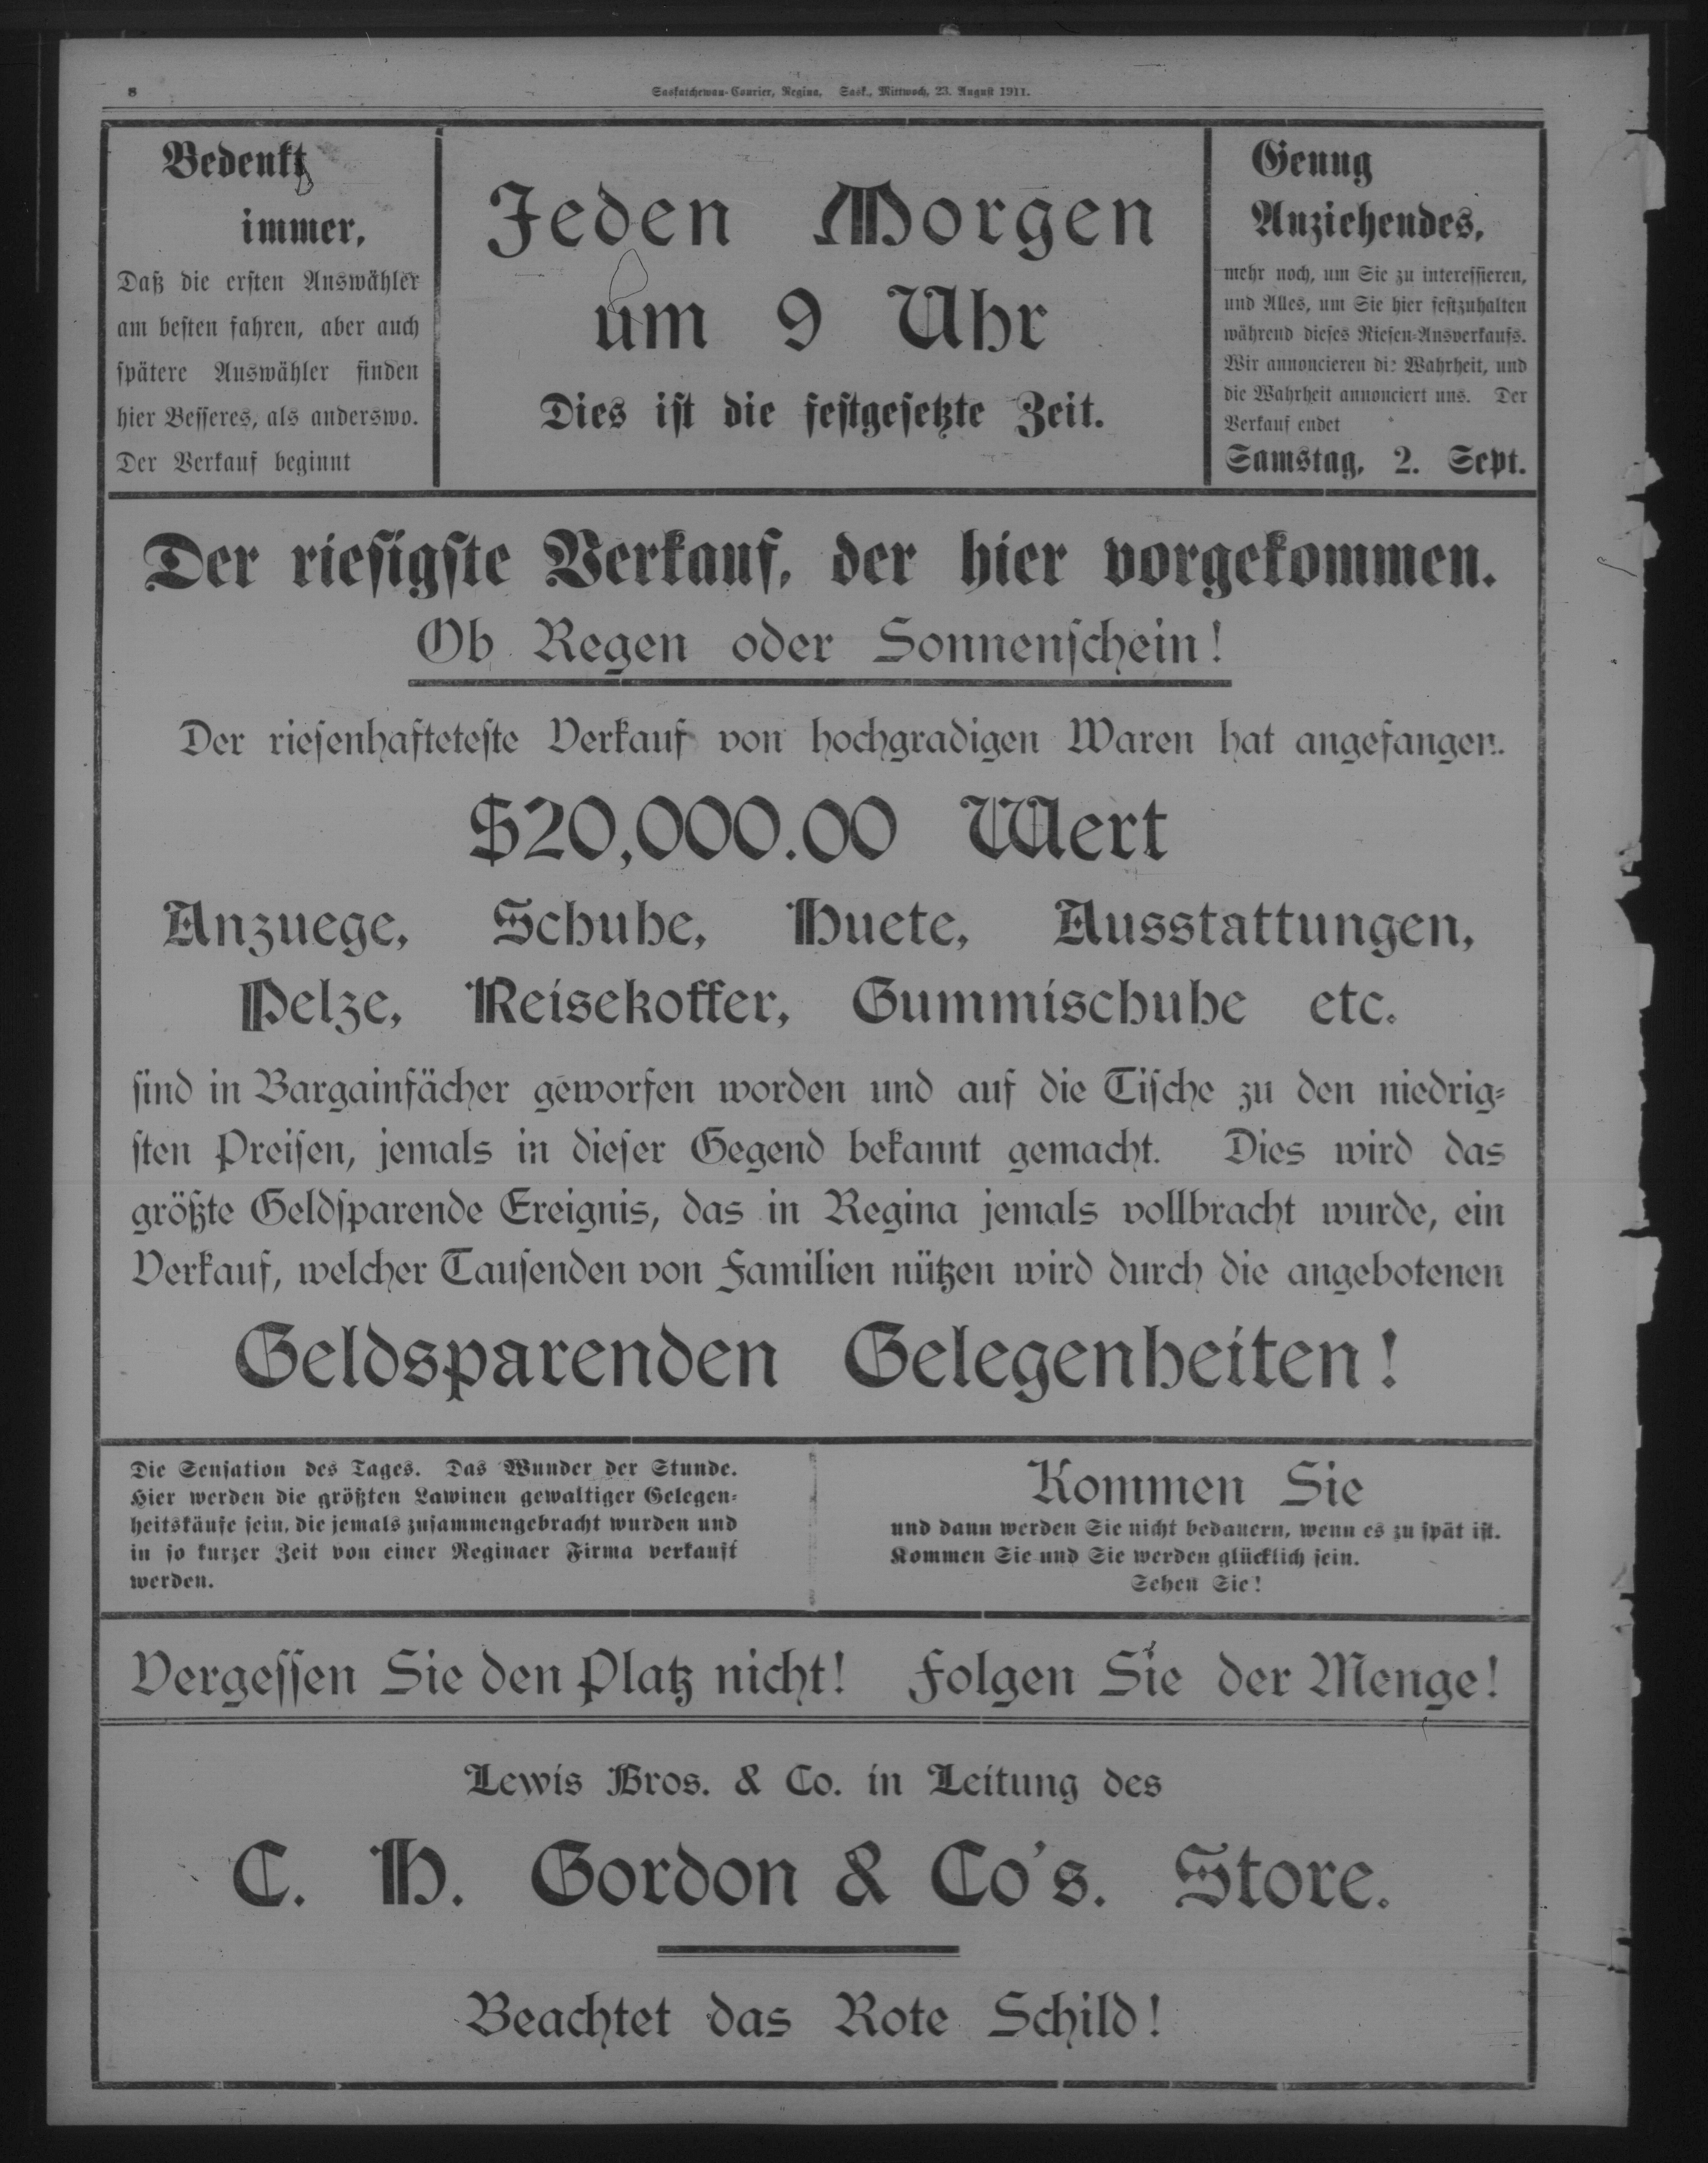 8
Saskatchewan-Courier, Regina, Sask., Mittwoch, 23. August 1911.
Bedenkt
immer,
Daß die ersten Auswähler
am besten fahren, aber auch
spätere Auswähler finden
hier Besseres, als anderswo.
Der Verkauf beginnt
Jeden Morgen
um 9 Uhr
Dies ist die festgesetzte Zeit.
Genug
Anziehendes,
mehr noch, um Sie zu interessieren,
und Alles, um Sie hier festzuhalten
während dieses Riesen-Ausverkaufs.
Wir annoncieren die Wahrheit, und
die Wahrheit annonciert uns. Der
Verkauf endet
Samstag, 2. Sept.
Der riesigste Verkauf, der hier vorgekommen.
Ob Regen oder Sonnenschein!
Der riesenhafteteste Verkauf von hochgradigen Waren hat angefangen.
$20,000.00 Wert
Anzuege, Schuhe, Huete, Ausstattungen,
Pelze, Reisekoffer, Gummischuhe etc.
sind in Bargainfächer geworfen worden und auf die Tische zu den niedrig-
sten Preisen, jemals in dieser Gegend bekannt gemacht. Dies wird das
größte Geldsparende Ereignis, das in Regina jemals vollbracht wurde, ein
Verkauf, welcher Tausenden von Familien nützen wird durch die angebotenen
Geldsparenden Gelegenheiten!
Die Sensation des Tages. Das Wunder der Stunde.
Hier werden die größten Lawinen gewaltiger Gelegen-
heitskäufe sein, die jemals zusammengebracht wurden und
in so kurzer Zeit von einer Reginaer Firma verkauft
werden.
Kommen Sie
und dann werden Sie nicht bedauern, wenn es zu spät ist.
Kommen Sie und Sie werden glücklich sein.
Sehen Sie!
Vergessen Sie den Platz nicht! Folgen Sie der Menge!
Lewis Bros. & Co. in Leitung des
C. H. Gordon & Co's. Store.
Beachtet das Rote Schild!